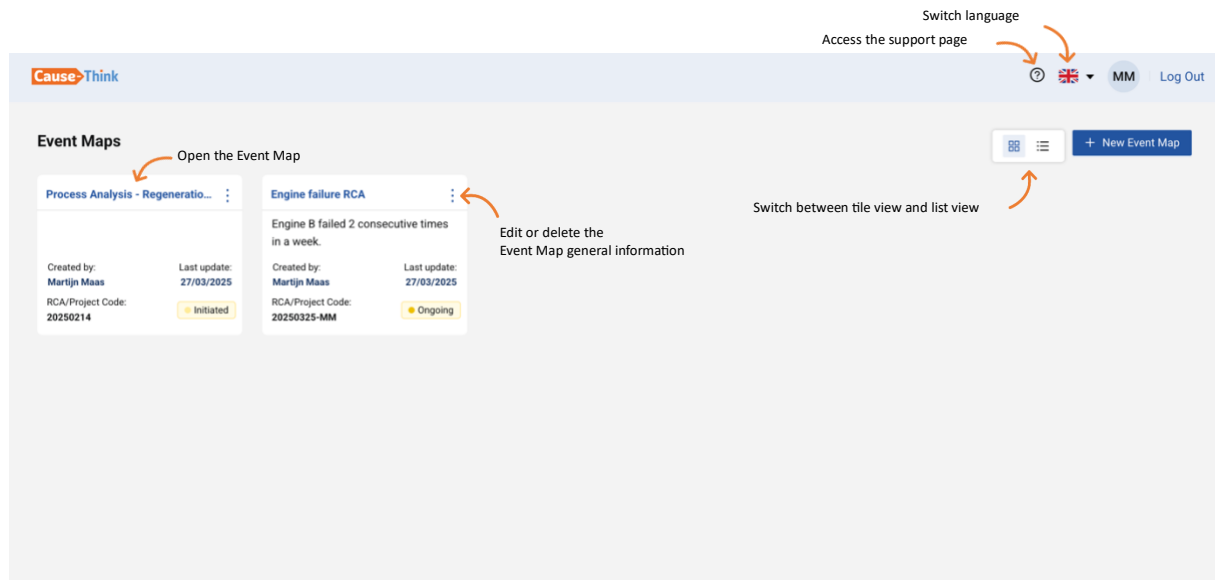 Switch language
Access the support page
Cause Think
MM
Log Out
Event Maps
Open the Event Map
+ New Event Map
Process Analysis - Regeneratio...
Engine failure RCA
Switch between tile view and list view
Engine B failed 2 consecutive times
in a week.
Edit or delete the
Event Map general information
Created by:
Last update:
Martijn Maas
27/03/2025
RCA/Project Code:
20250214
Initiated
Created by:
Last update:
Martijn Maas
27/03/2025
RCA/Project Code:
20250325-MM
Ongoing